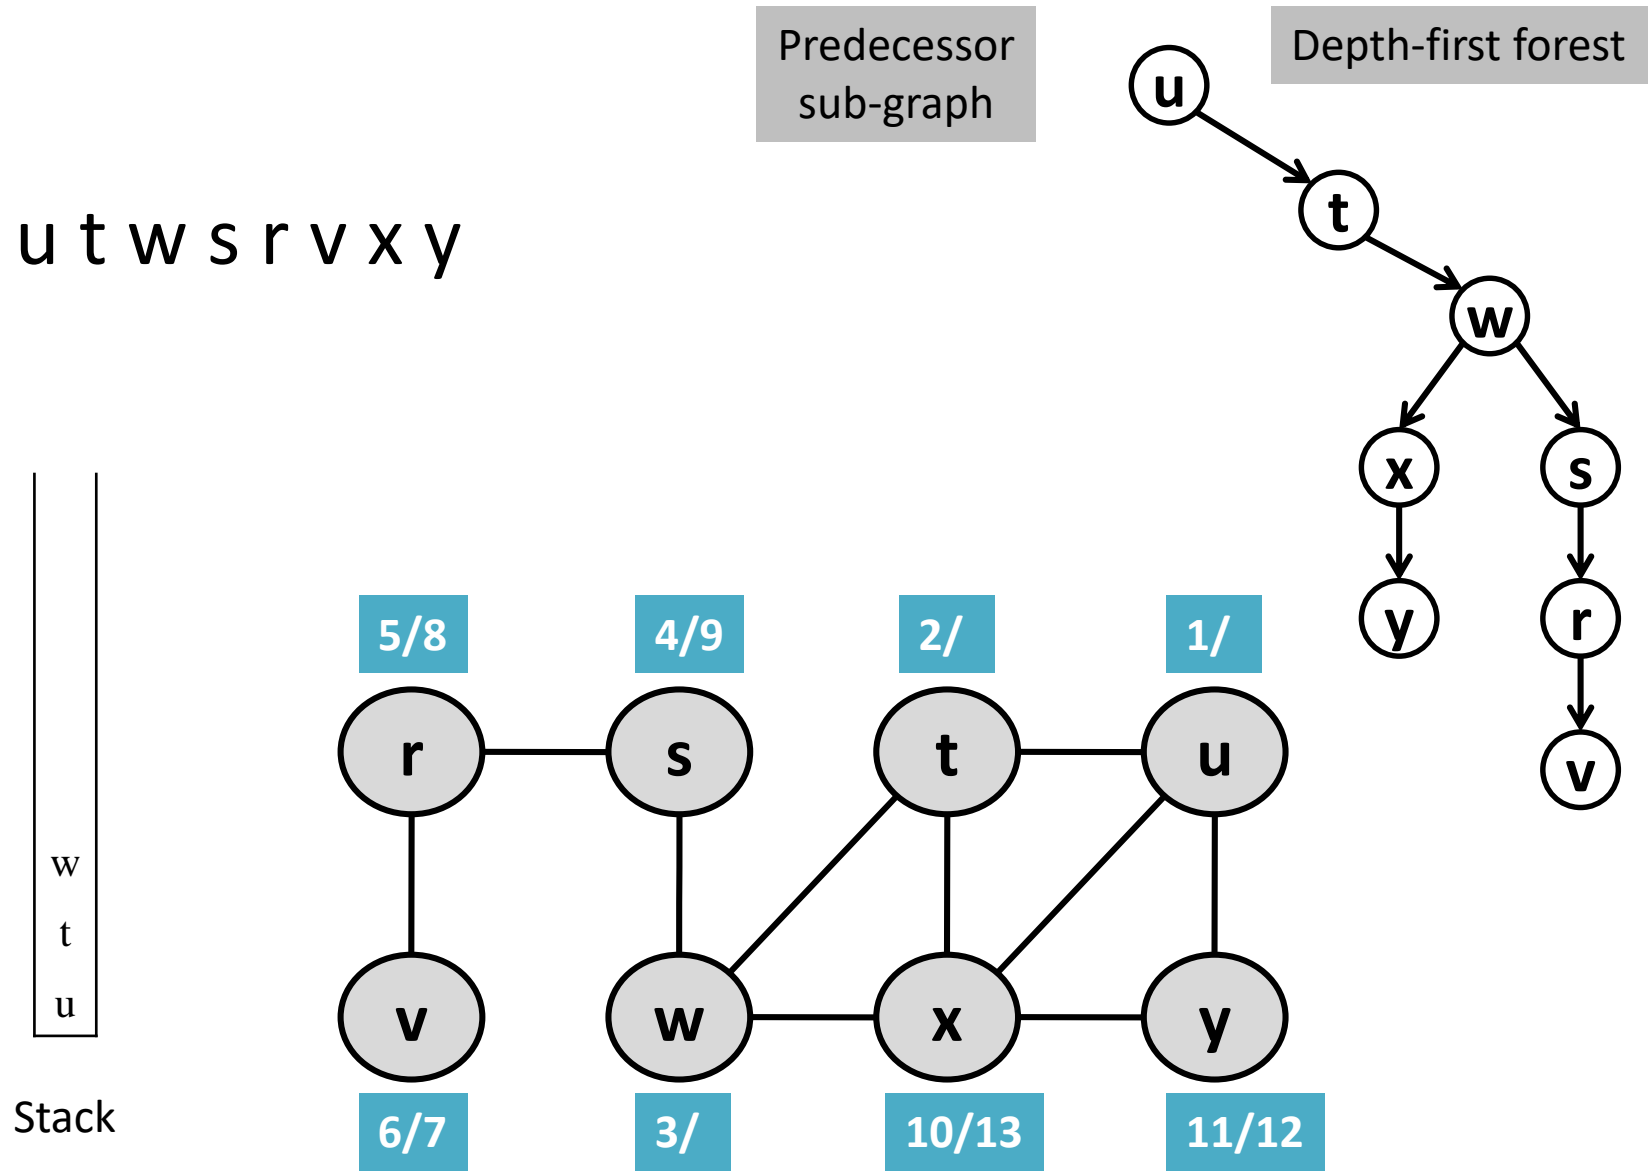 Predecessor
sub-graph
Depth-first forest
u
t
w
x
s
y
r
v
u t w s r v x y
w
t
u
Stack
5/8
4/9
2/
1/
r
s
t
u
v
w
x
y
6/7
3/
10/13
11/12